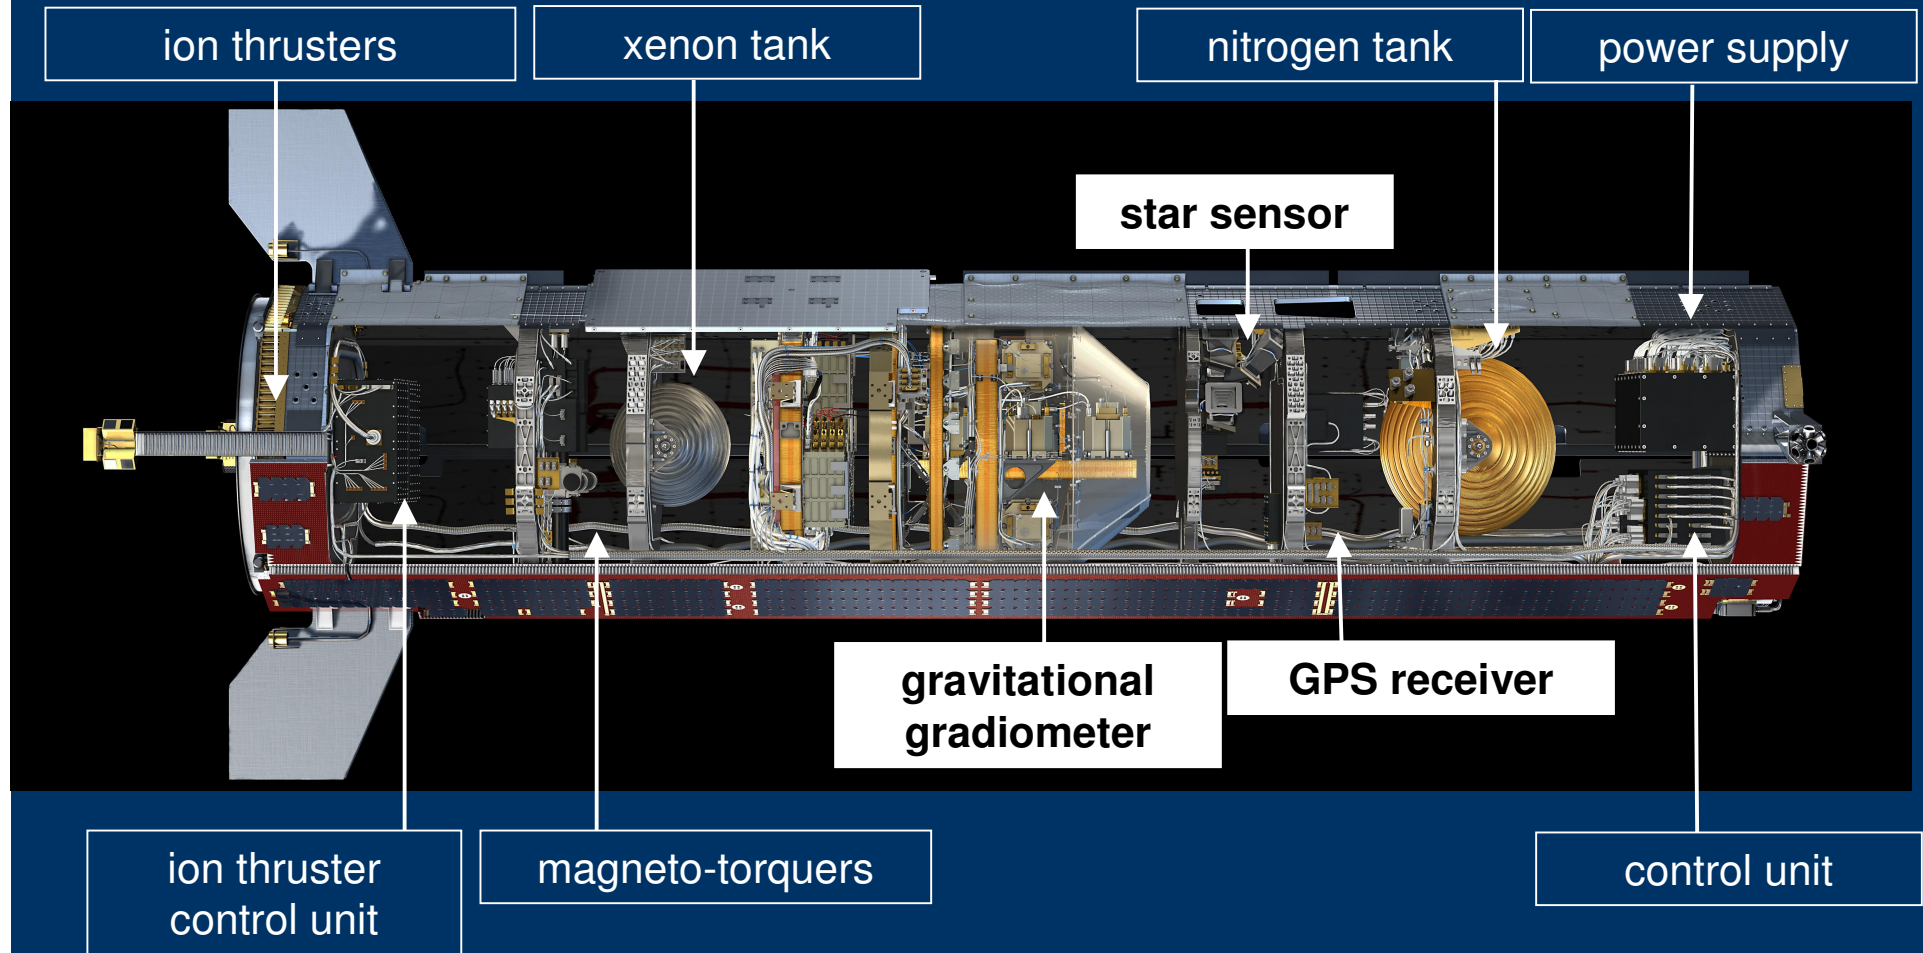 ion thrusters
xenon tank
nitrogen tank
power supply
star sensor
gravitational
gradiometer
GPS receiver
ion thruster
control unit
magneto-torquers
control unit